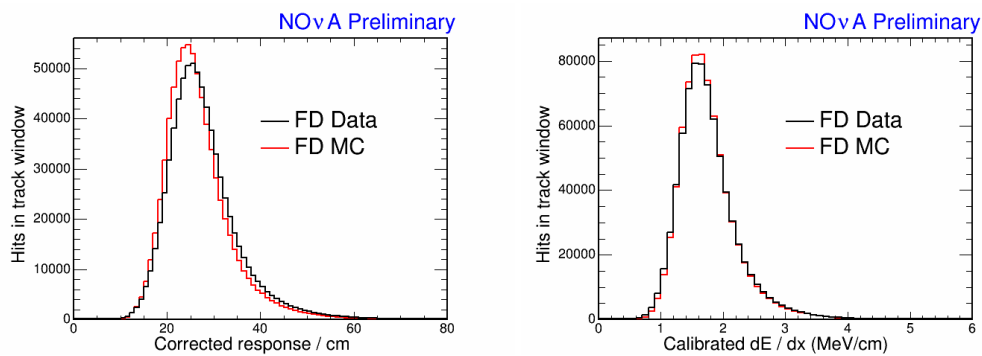 NOνA Preliminary
50000
40000
30000
20000
10000
0
Hits in track window
FD Data
FD MC
0
20
40
60
80
Corrected response / cm
NOνA Preliminary
80000
60000
40000
20000
0
Hits in track window
FD Data
FD MC
0
1
2
3
4
5
6
Calibrated dE / dx (MeV/cm)